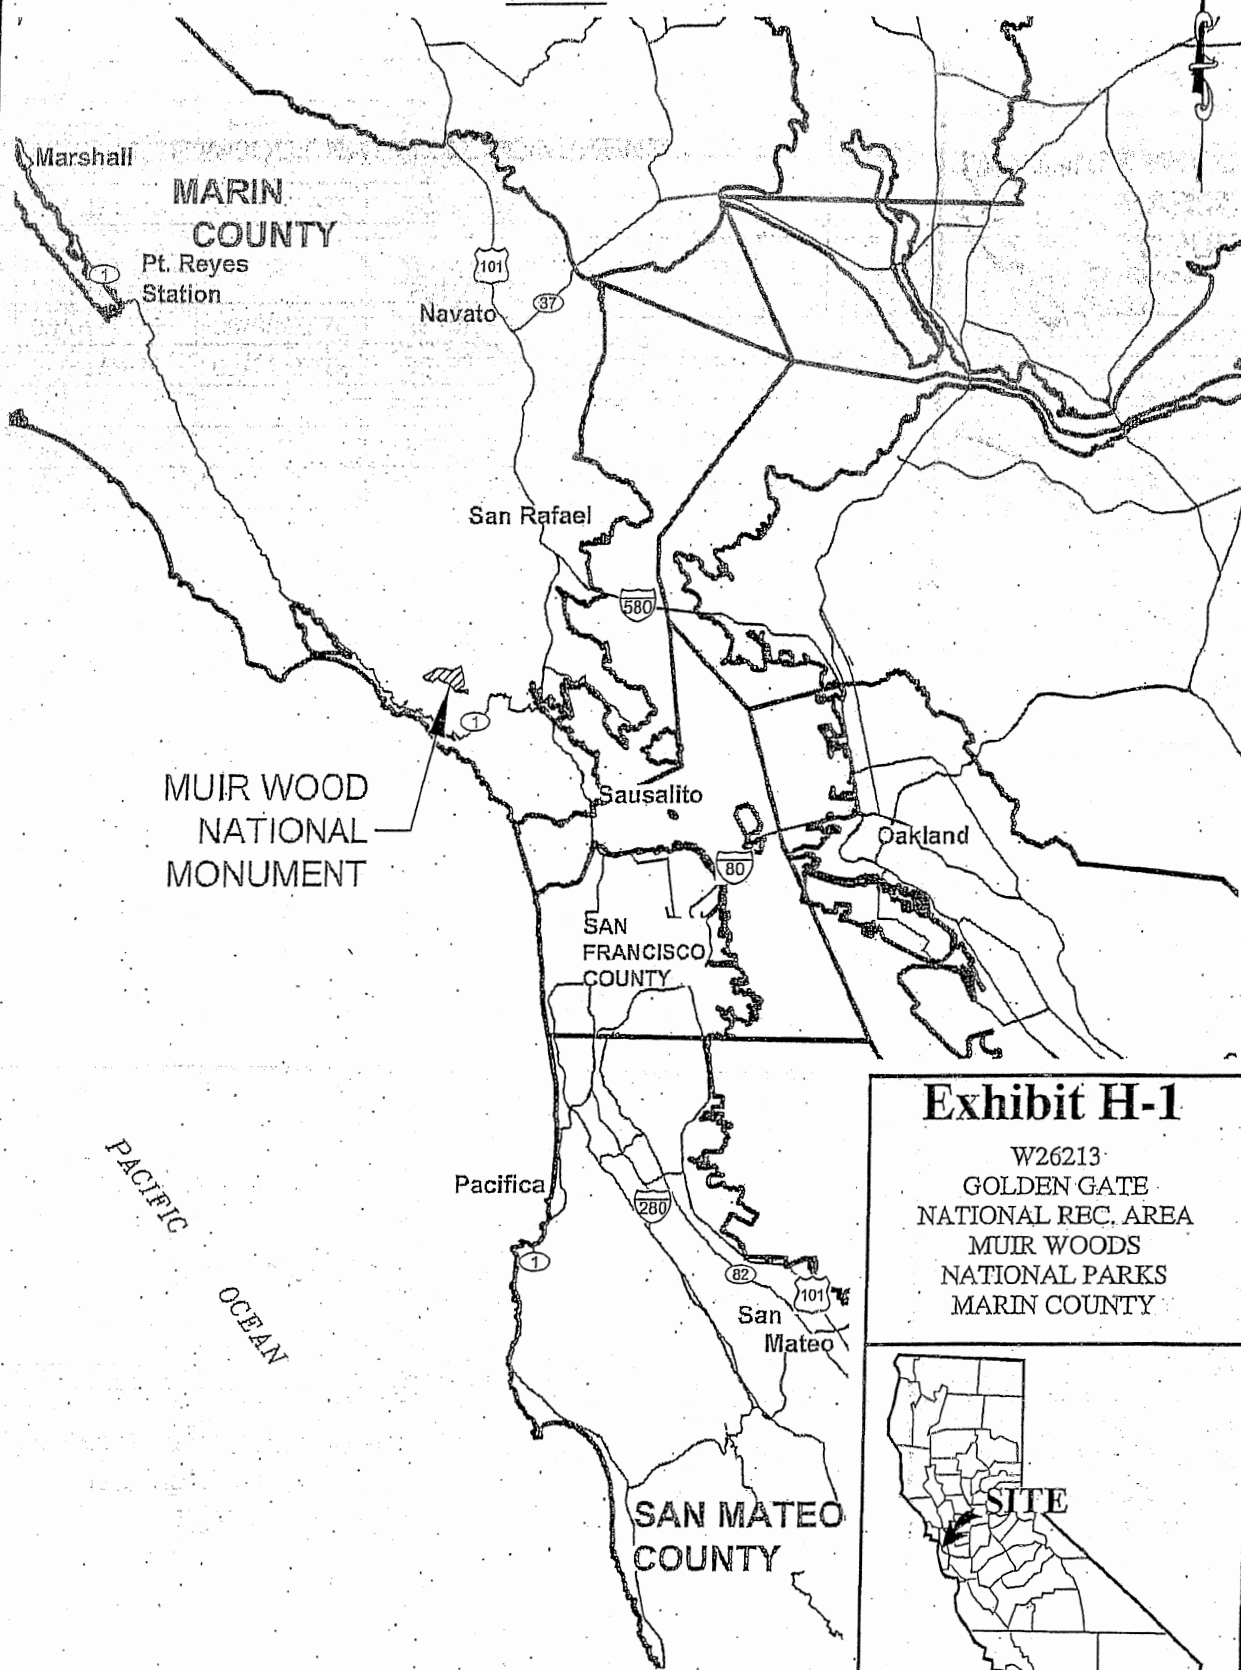 Marshall
MARIN
COUNTY
1
Pt. Reyes
Station
101
37
Navato
San Rafael
580
1
MUIR WOOD
NATIONAL
MONUMENT
Sausalito
Oakland
80
SAN
FRANCISCO
COUNTY
Pacifica
280
1
82
101
San
Mateo
PACIFIC
OCEAN
SAN MATEO
COUNTY
Exhibit H-1
W26213
GOLDEN GATE
NATIONAL REC. AREA
MUIR WOODS
NATIONAL PARKS
MARIN COUNTY
SITE